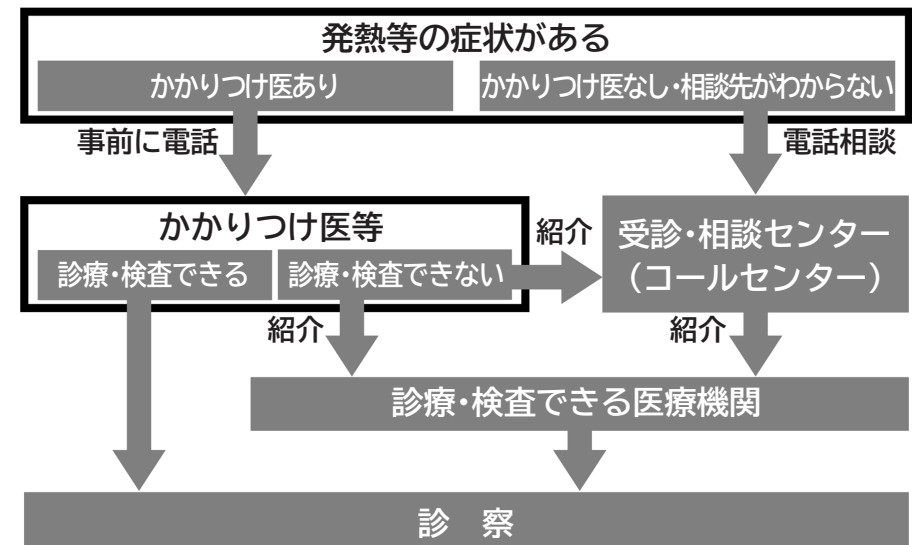 発熱等の症状がある
かかりつけ医あり
かかりつけ医なし・相談先がわからない
事前に電話
電話相談
かかりつけ医等
診療・検査できる
診療・検査できない
紹介
受診・相談センター
（コールセンター）
紹介
紹介
診療・検査できる医療機関
診　察